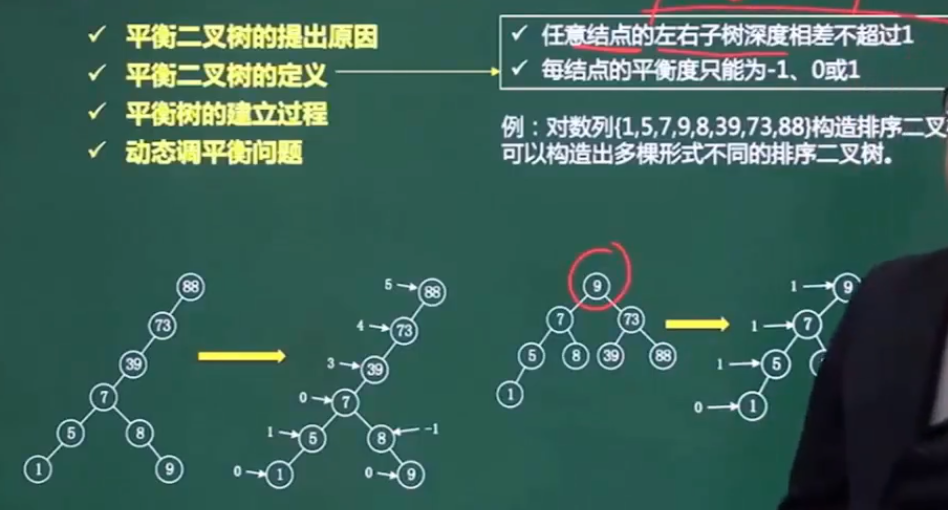 ✓ 平衡二叉树的提出原因
✓ 平衡二叉树的定义
✓ 平衡树的建立过程
✓ 动态调平衡问题
✓ 任意结点的左右子树深度相差不超过1
✓ 每结点的平衡度只能为-1、0或1
例：对数列{1,5,7,9,8,39,73,88}构造排序二叉
可以构造出多棵形式不同的排序二叉树。
88
73
39
7
5 8
1 9
5 88
4 73
3 39
0 7
1 5 8 -1
0 1 0 9
9
7 73
5 8 39 88
1
1 9
1 7
1 5
0 1